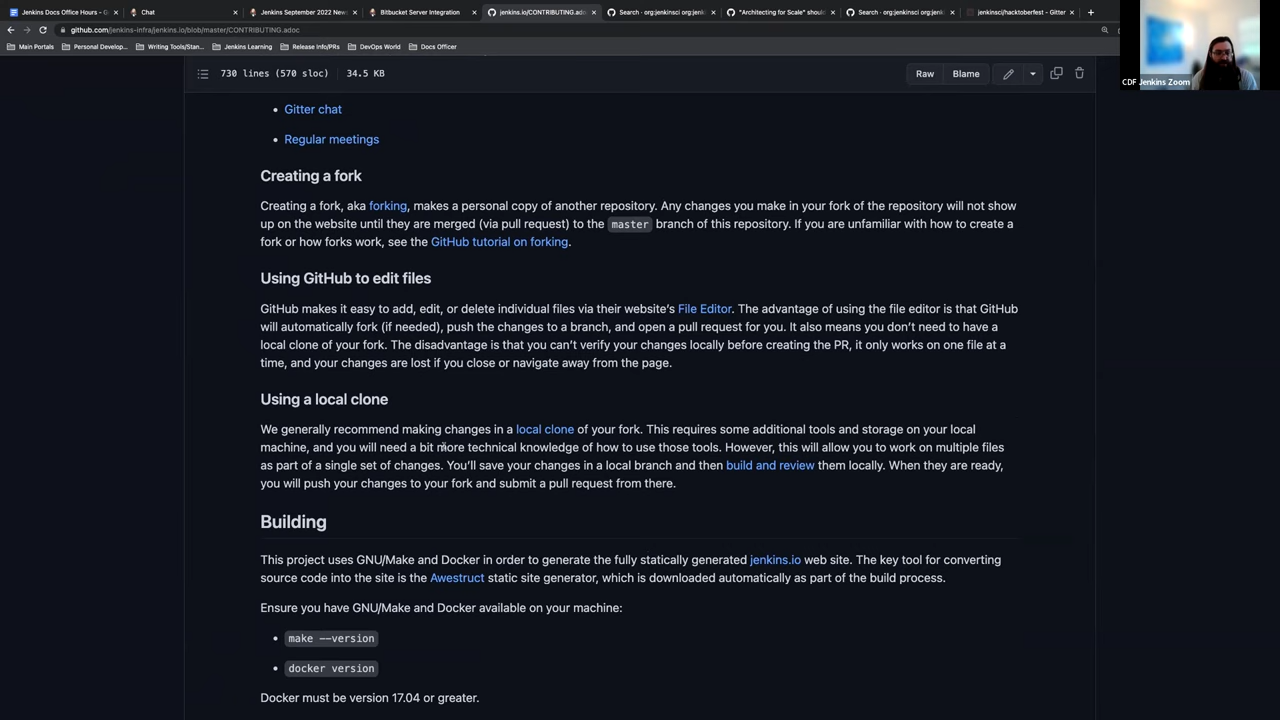 Jenkins Docs Office Hours - G
Chat
Jenkins September 2022 New
Bitbucket Server Integration
jenkins.io/CONTRIBUTING.adoc
Search · org:jenkinsci org:jenk
"Architecting for Scale" shoul
Search · org:jenkinsci org:jenk
jenkinsci/hacktoberfest - Gitter
github.com/jenkins-infra/jenkins.io/blob/master/CONTRIBUTING.adoc
Main Portals
Personal Develop...
Writing Tools/Stan...
Jenkins Learning
Release Info/PRs
DevOps World
Docs Officer
CDF Jenkins Zoom
730 lines (570 sloc) 34.5 KB
Raw
Blame
Gitter chat
Regular meetings
Creating a fork
Creating a fork, aka forking, makes a personal copy of another repository. Any changes you make in your fork of the repository will not show
up on the website until they are merged (via pull request) to the master branch of this repository. If you are unfamiliar with how to create a
fork or how forks work, see the GitHub tutorial on forking.
Using GitHub to edit files
GitHub makes it easy to add, edit, or delete individual files via their website's File Editor. The advantage of using the file editor is that GitHub
will automatically fork (if needed), push the changes to a branch, and open a pull request for you. It also means you don't need to have a
local clone of your fork. The disadvantage is that you can't verify your changes locally before creating the PR, it only works on one file at a
time, and your changes are lost if you close or navigate away from the page.
Using a local clone
We generally recommend making changes in a local clone of your fork. This requires some additional tools and storage on your local
machine, and you will need a bit more technical knowledge of how to use those tools. However, this will allow you to work on multiple files
as part of a single set of changes. You'll save your changes in a local branch and then build and review them locally. When they are ready,
you will push your changes to your fork and submit a pull request from there.
Building
This project uses GNU/Make and Docker in order to generate the fully statically generated jenkins.io web site. The key tool for converting
source code into the site is the Awestruct static site generator, which is downloaded automatically as part of the build process.
Ensure you have GNU/Make and Docker available on your machine:
make --version
docker version
Docker must be version 17.04 or greater.